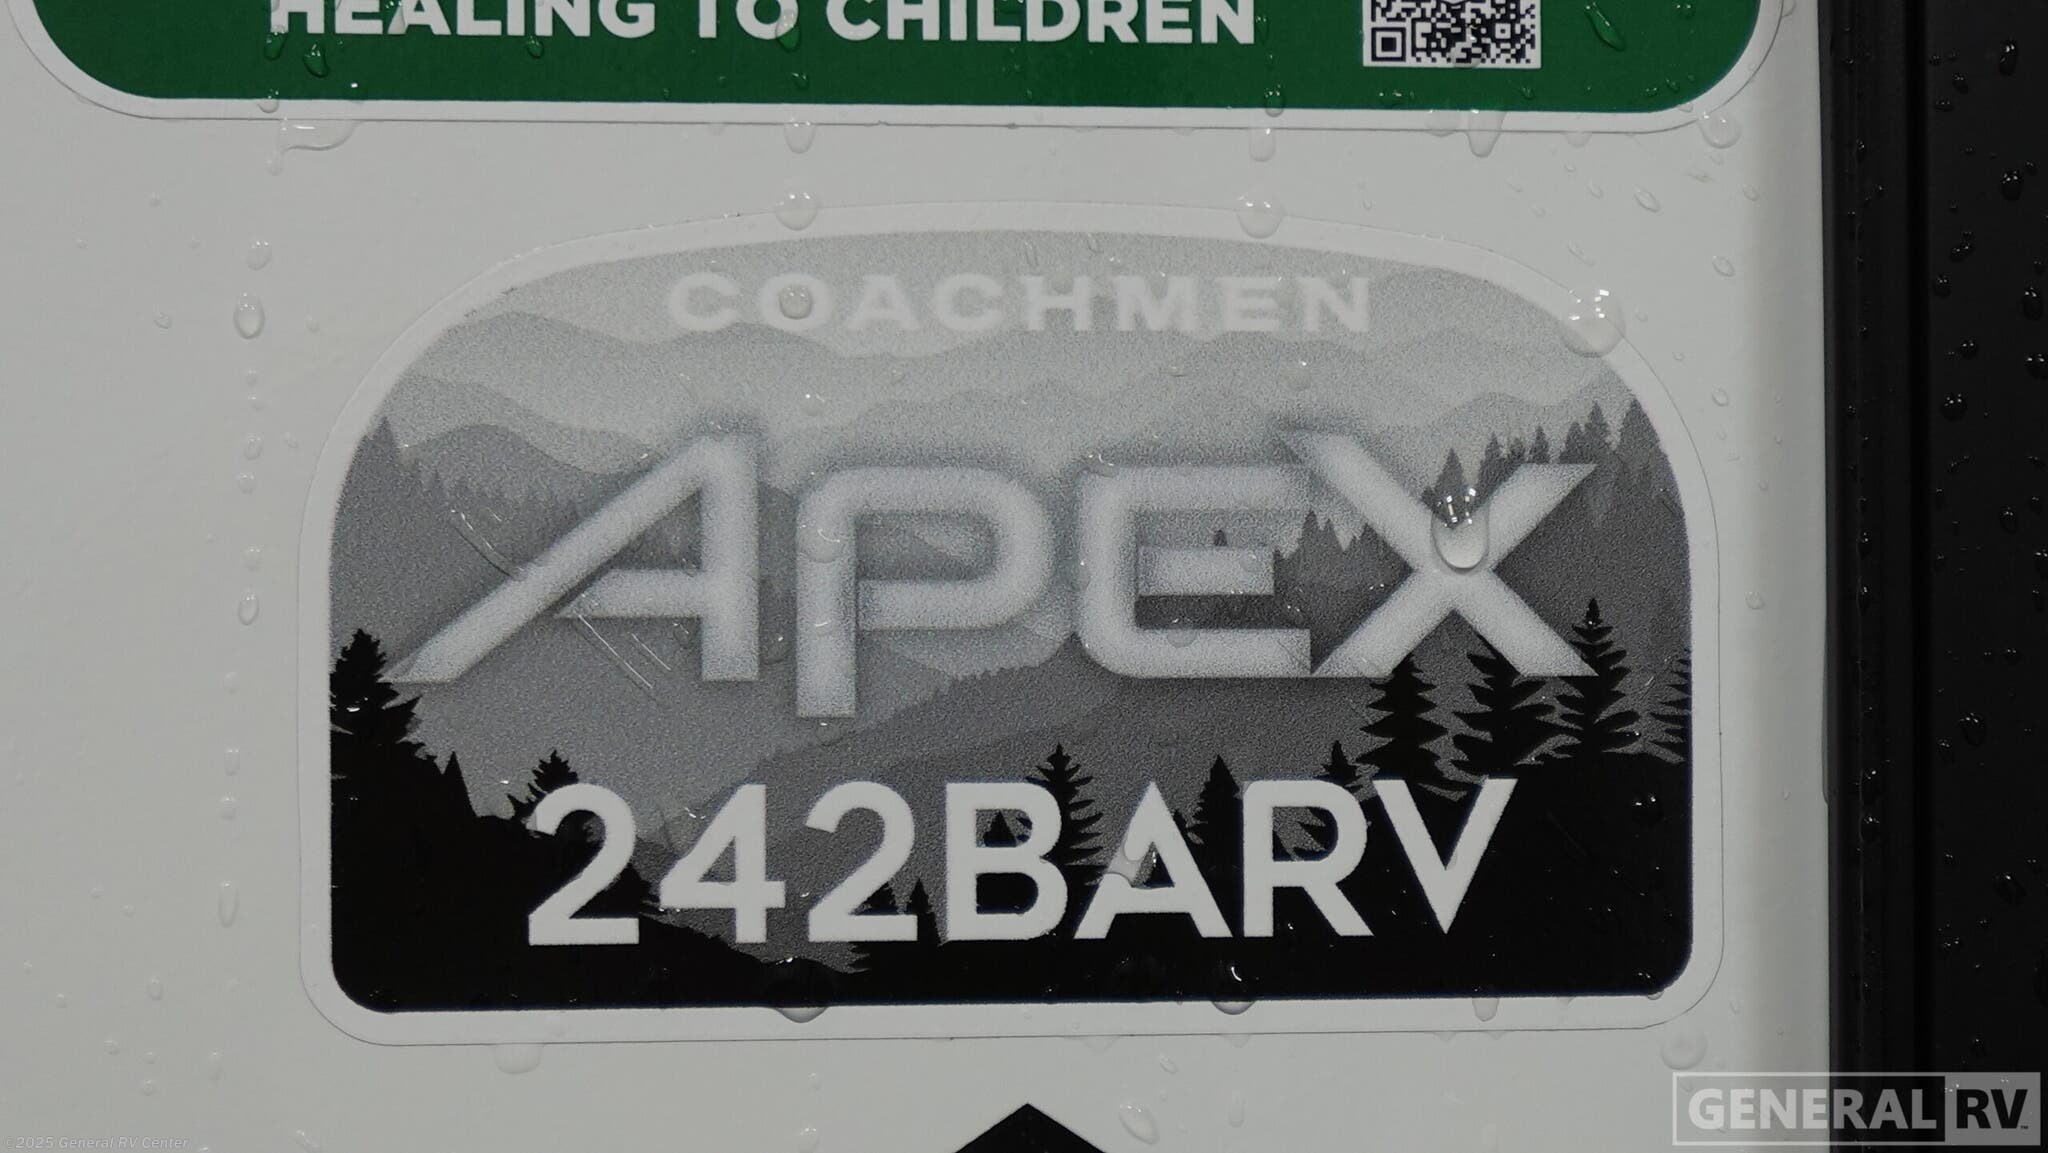 HEALING TO CHILDREN
COACHMEN
APEX
242BARV
GENERAL RV
©2025 General RV Center